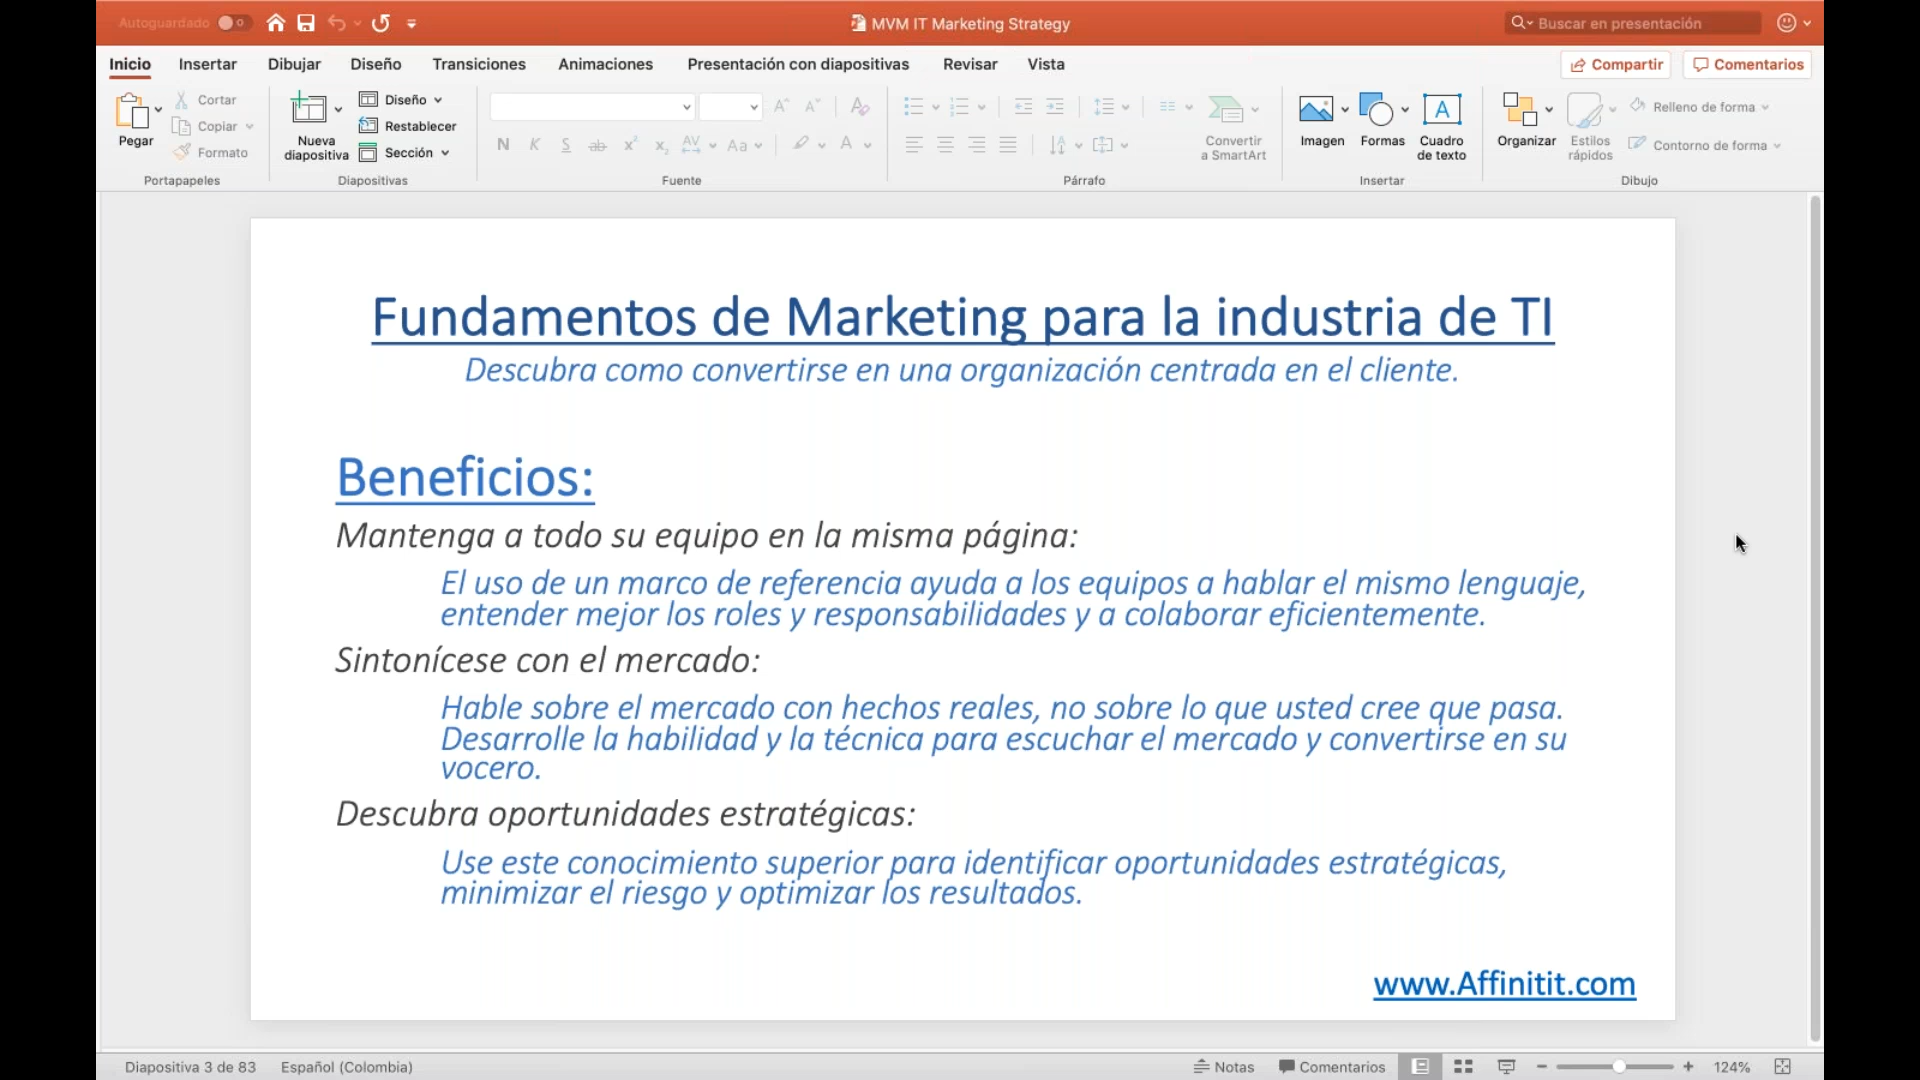 Autoguardado
MVM IT Marketing Strategy
Buscar en presentación
Inicio
Insertar
Dibujar
Diseño
Transiciones
Animaciones
Presentación con diapositivas
Revisar
Vista
Compartir
Comentarios
Pegar
Cortar
Copiar
Formato
Portapapeles
Nueva
diapositiva
Diseño
Restablecer
Sección
Diapositivas
N K S ab x² x₂ AV Aa A
Fuente
Convertir
a SmartArt
Párrafo
Imagen
Formas
Cuadro
de texto
Insertar
Organizar
Estilos
rápidos
Relleno de forma
Contorno de forma
Dibujo
Fundamentos de Marketing para la industria de TI
Descubra como convertirse en una organización centrada en el cliente.
Beneficios:
Mantenga a todo su equipo en la misma página:
El uso de un marco de referencia ayuda a los equipos a hablar el mismo lenguaje,
entender mejor los roles y responsabilidades y a colaborar eficientemente.
Sintonícese con el mercado:
Hable sobre el mercado con hechos reales, no sobre lo que usted cree que pasa.
Desarrolle la habilidad y la técnica para escuchar el mercado y convertirse en su
vocero.
Descubra oportunidades estratégicas:
Use este conocimiento superior para identificar oportunidades estratégicas,
minimizar el riesgo y optimizar los resultados.
www.Affinitit.com
Diapositiva 3 de 83
Español (Colombia)
Notas
Comentarios
124%